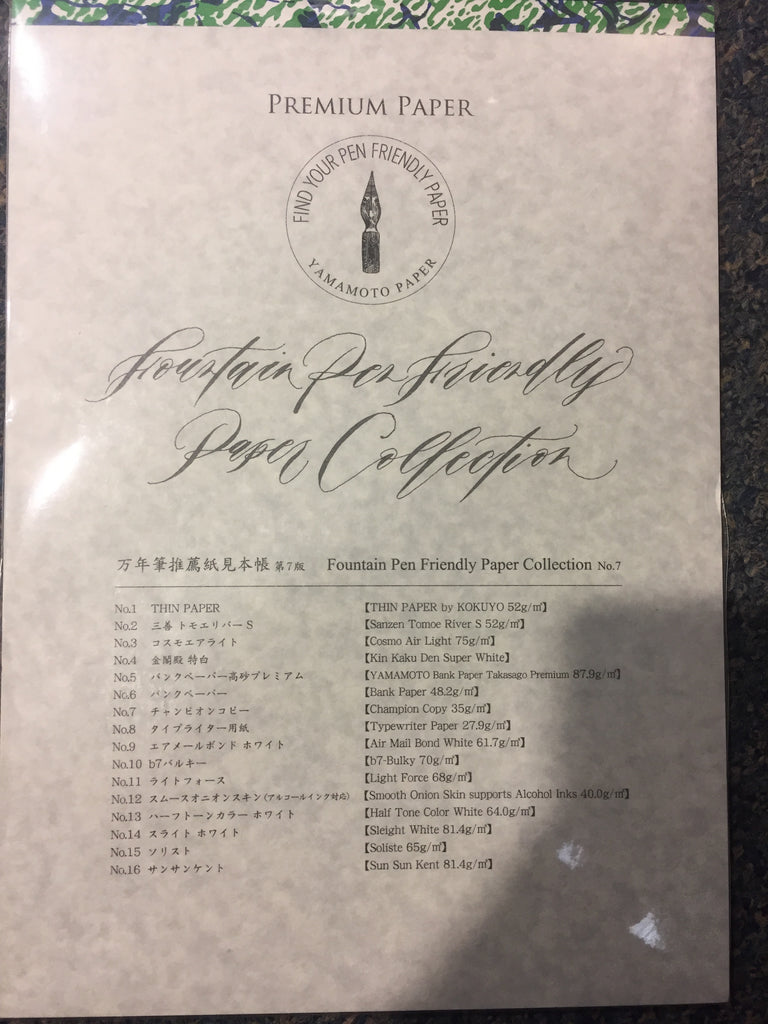 PREMIUM PAPER
FIND YOUR PEN FRIENDLY PAPER
YAMAMOTO PAPER
Fountain Pen Friendly
Paper Collection
万年筆推薦紙見本帳 第7版 Fountain Pen Friendly Paper Collection No.7
No.1 THIN PAPER 【THIN PAPER by KOKUYO 52g/㎡】
No.2 三善 トモエリバー S 【Sanzen Tomoe River S 52g/㎡】
No.3 コスモエアライト 【Cosmo Air Light 75g/㎡】
No.4 金閣殿 特白 【Kin Kaku Den Super White】
No.5 バンクペーパー高砂プレミアム 【YAMAMOTO Bank Paper Takasago Premium 87.9g/㎡】
No.6 バンクペーパー 【Bank Paper 48.2g/㎡】
No.7 チャンピオンコピー 【Champion Copy 35g/㎡】
No.8 タイプライター用紙 【Typewriter Paper 27.9g/㎡】
No.9 エアメールボンド ホワイト 【Air Mail Bond White 61.7g/㎡】
No.10 b7バルキー 【b7-Bulky 70g/㎡】
No.11 ライトフォース 【Light Force 68g/㎡】
No.12 スムースオニオンスキン(アルコールインク対応) 【Smooth Onion Skin supports Alcohol Inks 40.0g/㎡】
No.13 ハーフトーンカラー ホワイト 【Half Tone Color White 64.0g/㎡】
No.14 スライト ホワイト 【Sleight White 81.4g/㎡】
No.15 ソリスト 【Soliste 65g/㎡】
No.16 サンサンケント 【Sun Sun Kent 81.4g/㎡】